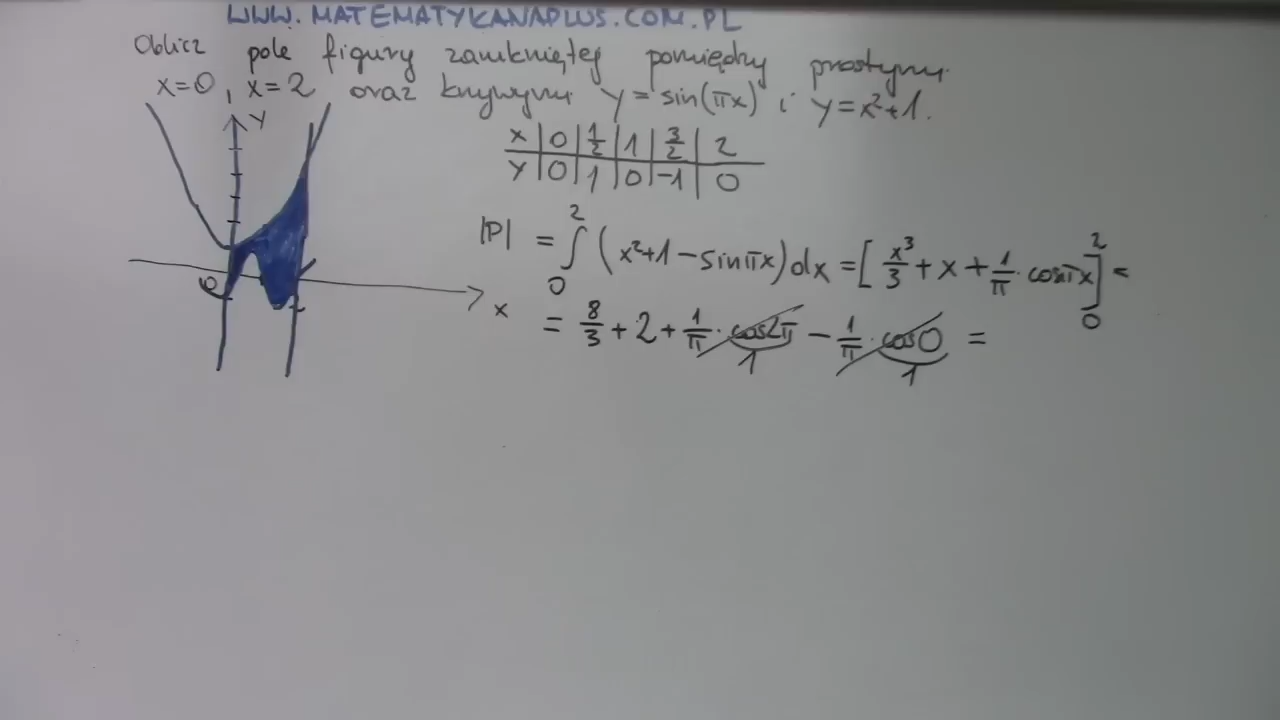 WWW.MATEMATYKANAPLUS.COM.PL
Oblicz pole figury zamkniętej pomiędzy prostymi
x=0, x=2 oraz krzywymi y=sin(πx) i y=x²+1.
Y
x | 0 | 1/2 | 1 | 3/2 | 2
y | 0 | 1 | 0 | -1 | 0
|P| = ∫₀² (x²+1-sinπx)dx = [x³/3 + x + 1/π · cosπx]₀² =
0
x
= 8/3 + 2 + 1/π · cos2π - 1/π · cos0 =
1 1